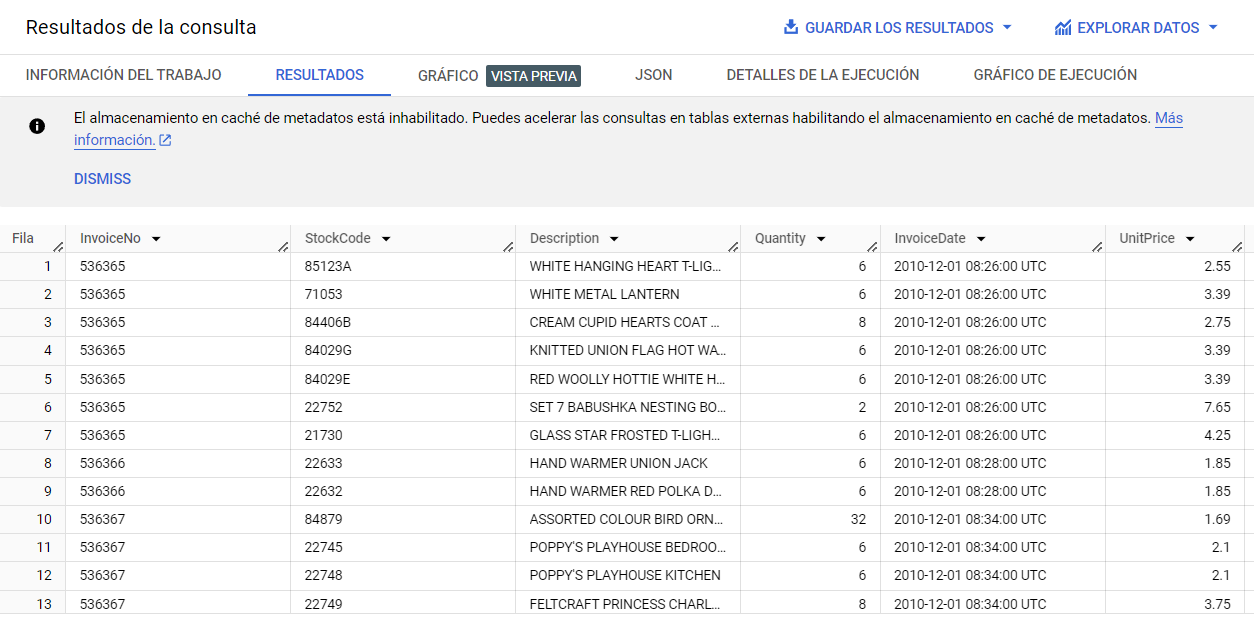 Resultados de la consulta GUARDAR LOS RESULTADOS EXPLORAR DATOS
INFORMACIÓN DEL TRABAJO RESULTADOS GRÁFICO VISTA PREVIA JSON DETALLES DE LA EJECUCIÓN GRÁFICO DE EJECUCIÓN
El almacenamiento en caché de metadatos está inhabilitado. Puedes acelerar las consultas en tablas externas habilitando el almacenamiento en caché de metadatos. Más
información.
DISMISS
Fila InvoiceNo StockCode Description Quantity InvoiceDate UnitPrice
1 536365 85123A WHITE HANGING HEART T-LIG... 6 2010-12-01 08:26:00 UTC 2.55
2 536365 71053 WHITE METAL LANTERN 6 2010-12-01 08:26:00 UTC 3.39
3 536365 84406B CREAM CUPID HEARTS COAT ... 8 2010-12-01 08:26:00 UTC 2.75
4 536365 84029G KNITTED UNION FLAG HOT WA... 6 2010-12-01 08:26:00 UTC 3.39
5 536365 84029E RED WOOLLY HOTTIE WHITE H... 6 2010-12-01 08:26:00 UTC 3.39
6 536365 22752 SET 7 BABUSHKA NESTING BO... 2 2010-12-01 08:26:00 UTC 7.65
7 536365 21730 GLASS STAR FROSTED T-LIGH... 6 2010-12-01 08:26:00 UTC 4.25
8 536366 22633 HAND WARMER UNION JACK 6 2010-12-01 08:28:00 UTC 1.85
9 536366 22632 HAND WARMER RED POLKA D... 6 2010-12-01 08:28:00 UTC 1.85
10 536367 84879 ASSORTED COLOUR BIRD ORN... 32 2010-12-01 08:34:00 UTC 1.69
11 536367 22745 POPPY'S PLAYHOUSE BEDROO... 6 2010-12-01 08:34:00 UTC 2.1
12 536367 22748 POPPY'S PLAYHOUSE KITCHEN 6 2010-12-01 08:34:00 UTC 2.1
13 536367 22749 FELTCRAFT PRINCESS CHARL... 8 2010-12-01 08:34:00 UTC 3.75